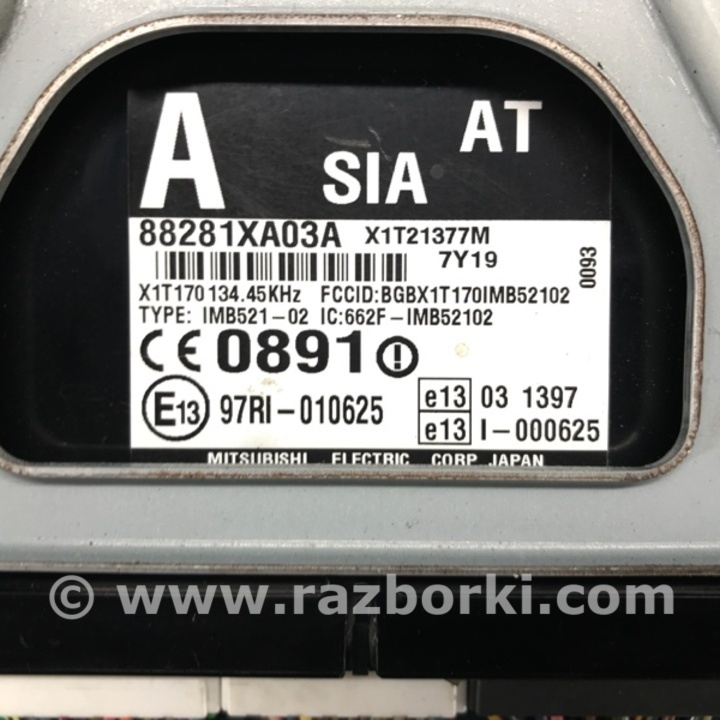 A SIA AT
88281XA03A X1T21377M
7Y19
0093
X1T170 134.45KHz FCCID:BGBX1T170IMB52102
TYPE: IMB521-02 IC:662F-IMB52102
CE 0891
E13 97RI-010625
e13 03 1397
e13 I-000625
MITSUBISHI ELECTRIC CORP JAPAN
© www.razborki.com